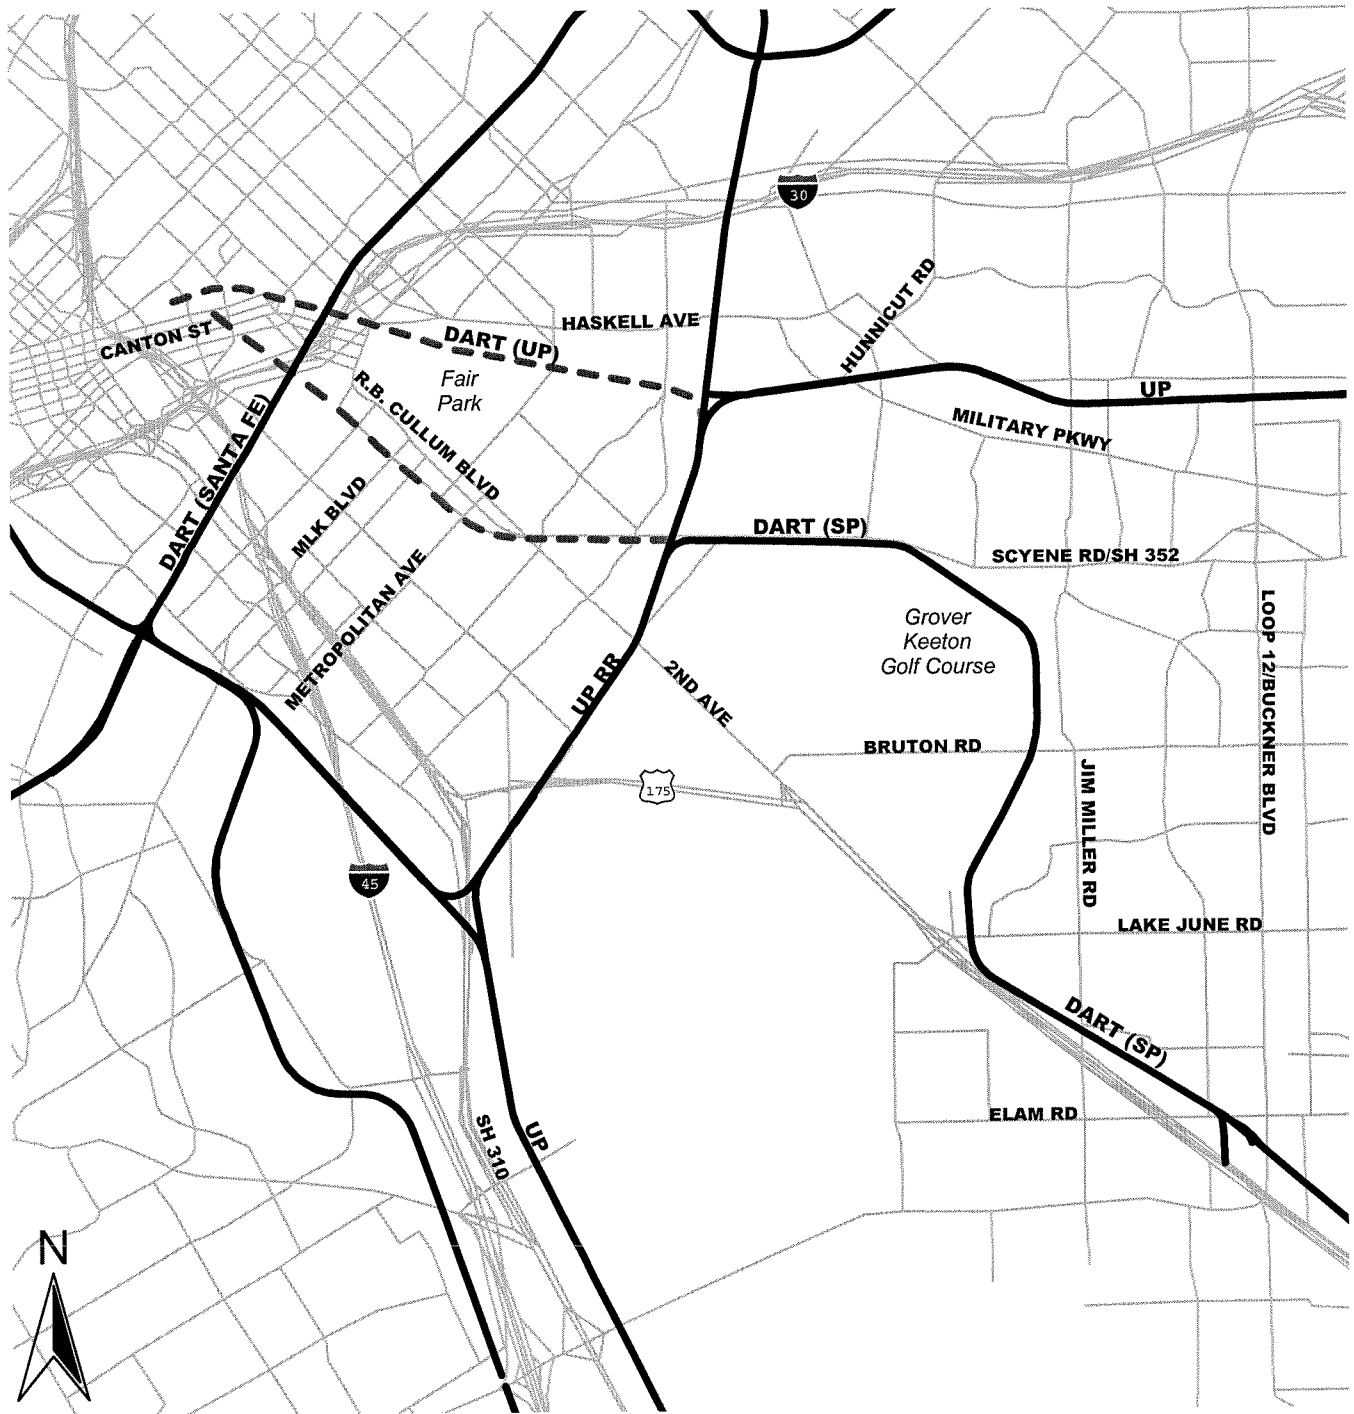 30
HUNNICUT RD
HASKELL AVE
CANTON ST
DART (UP)
Fair
Park
UP
R.B. CULLUM BLVD
MILITARY PKWY
DART (SANTA FE)
MLK BLVD
DART (SP)
SCYENE RD/SH 352
METROPOLITAN AVE
Grover
Keeton
Golf Course
LOOP 12/BUCKNER BLVD
UP RR
2ND AVE
BRUTON RD
175
JIM MILLER RD
45
LAKE JUNE RD
DART (SP)
ELAM RD
SH 310
UP
N